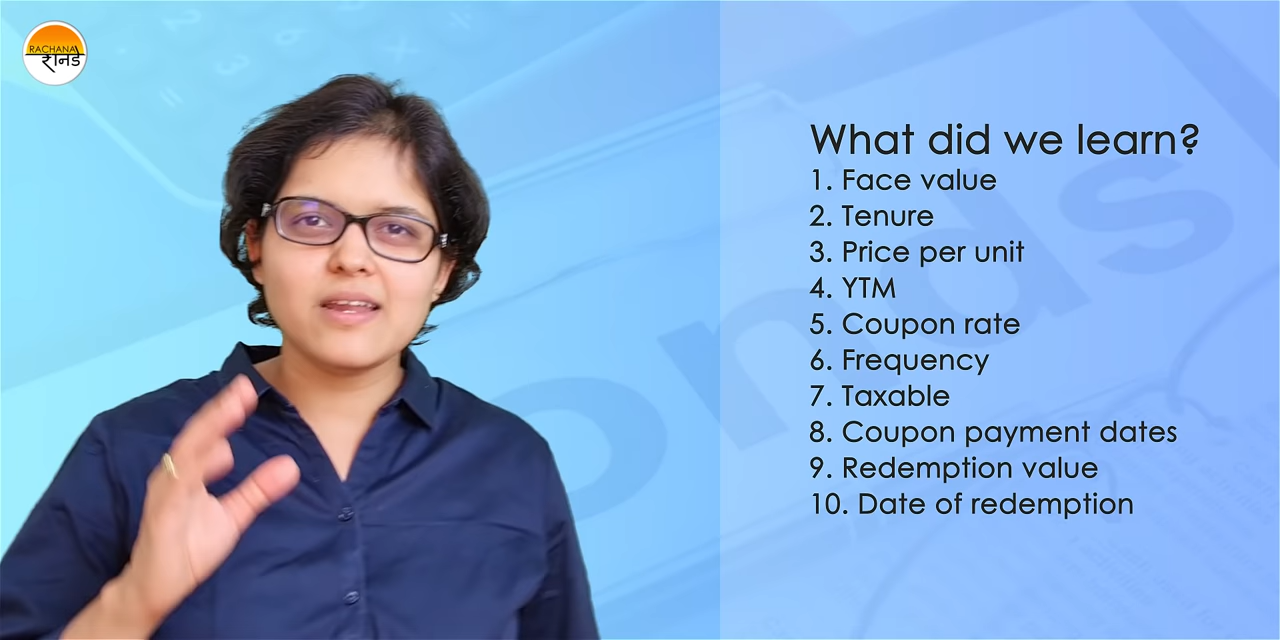 RACHANA
रानडे
What did we learn?
1. Face value
2. Tenure
3. Price per unit
4. YTM
5. Coupon rate
6. Frequency
7. Taxable
8. Coupon payment dates
9. Redemption value
10. Date of redemption
onds